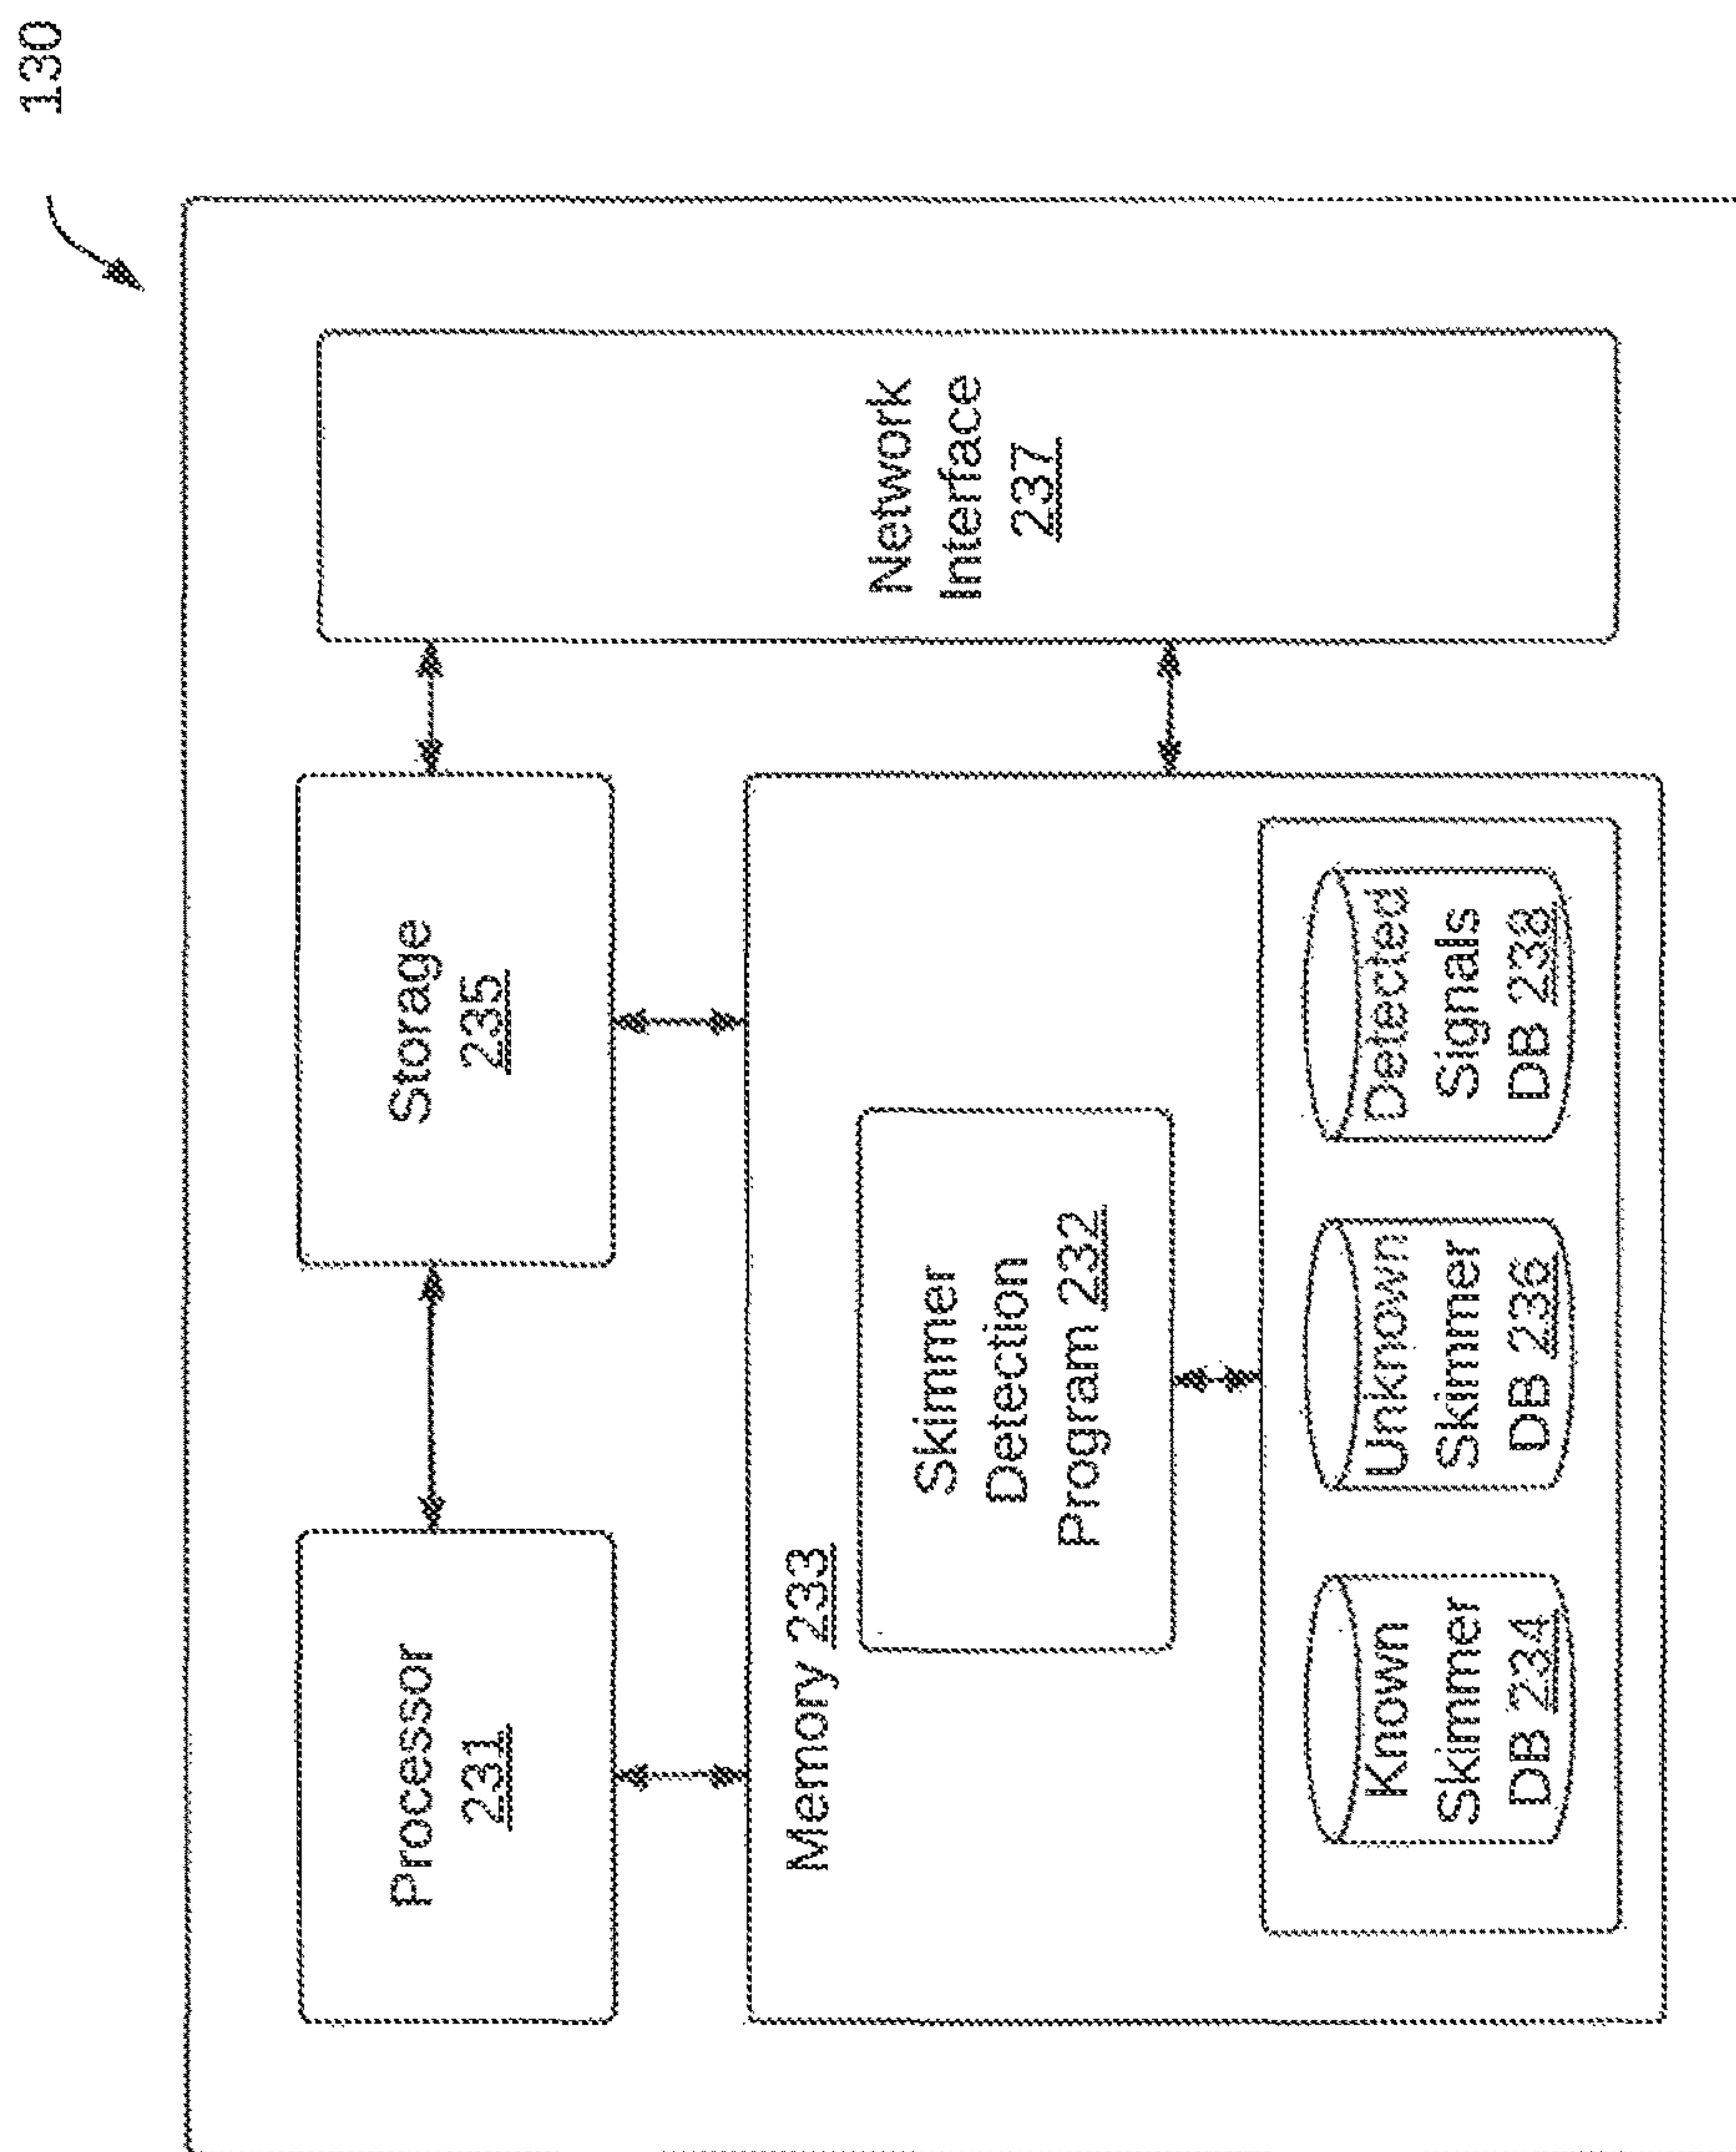 130
Processor
231
Storage
235
Network
Interface
237
Memory 233
Skimmer
Detection
Program 232
Known
Skimmer
DB 234
Unknown
Skimmer
DB 236
Detected
Signals
DB 238